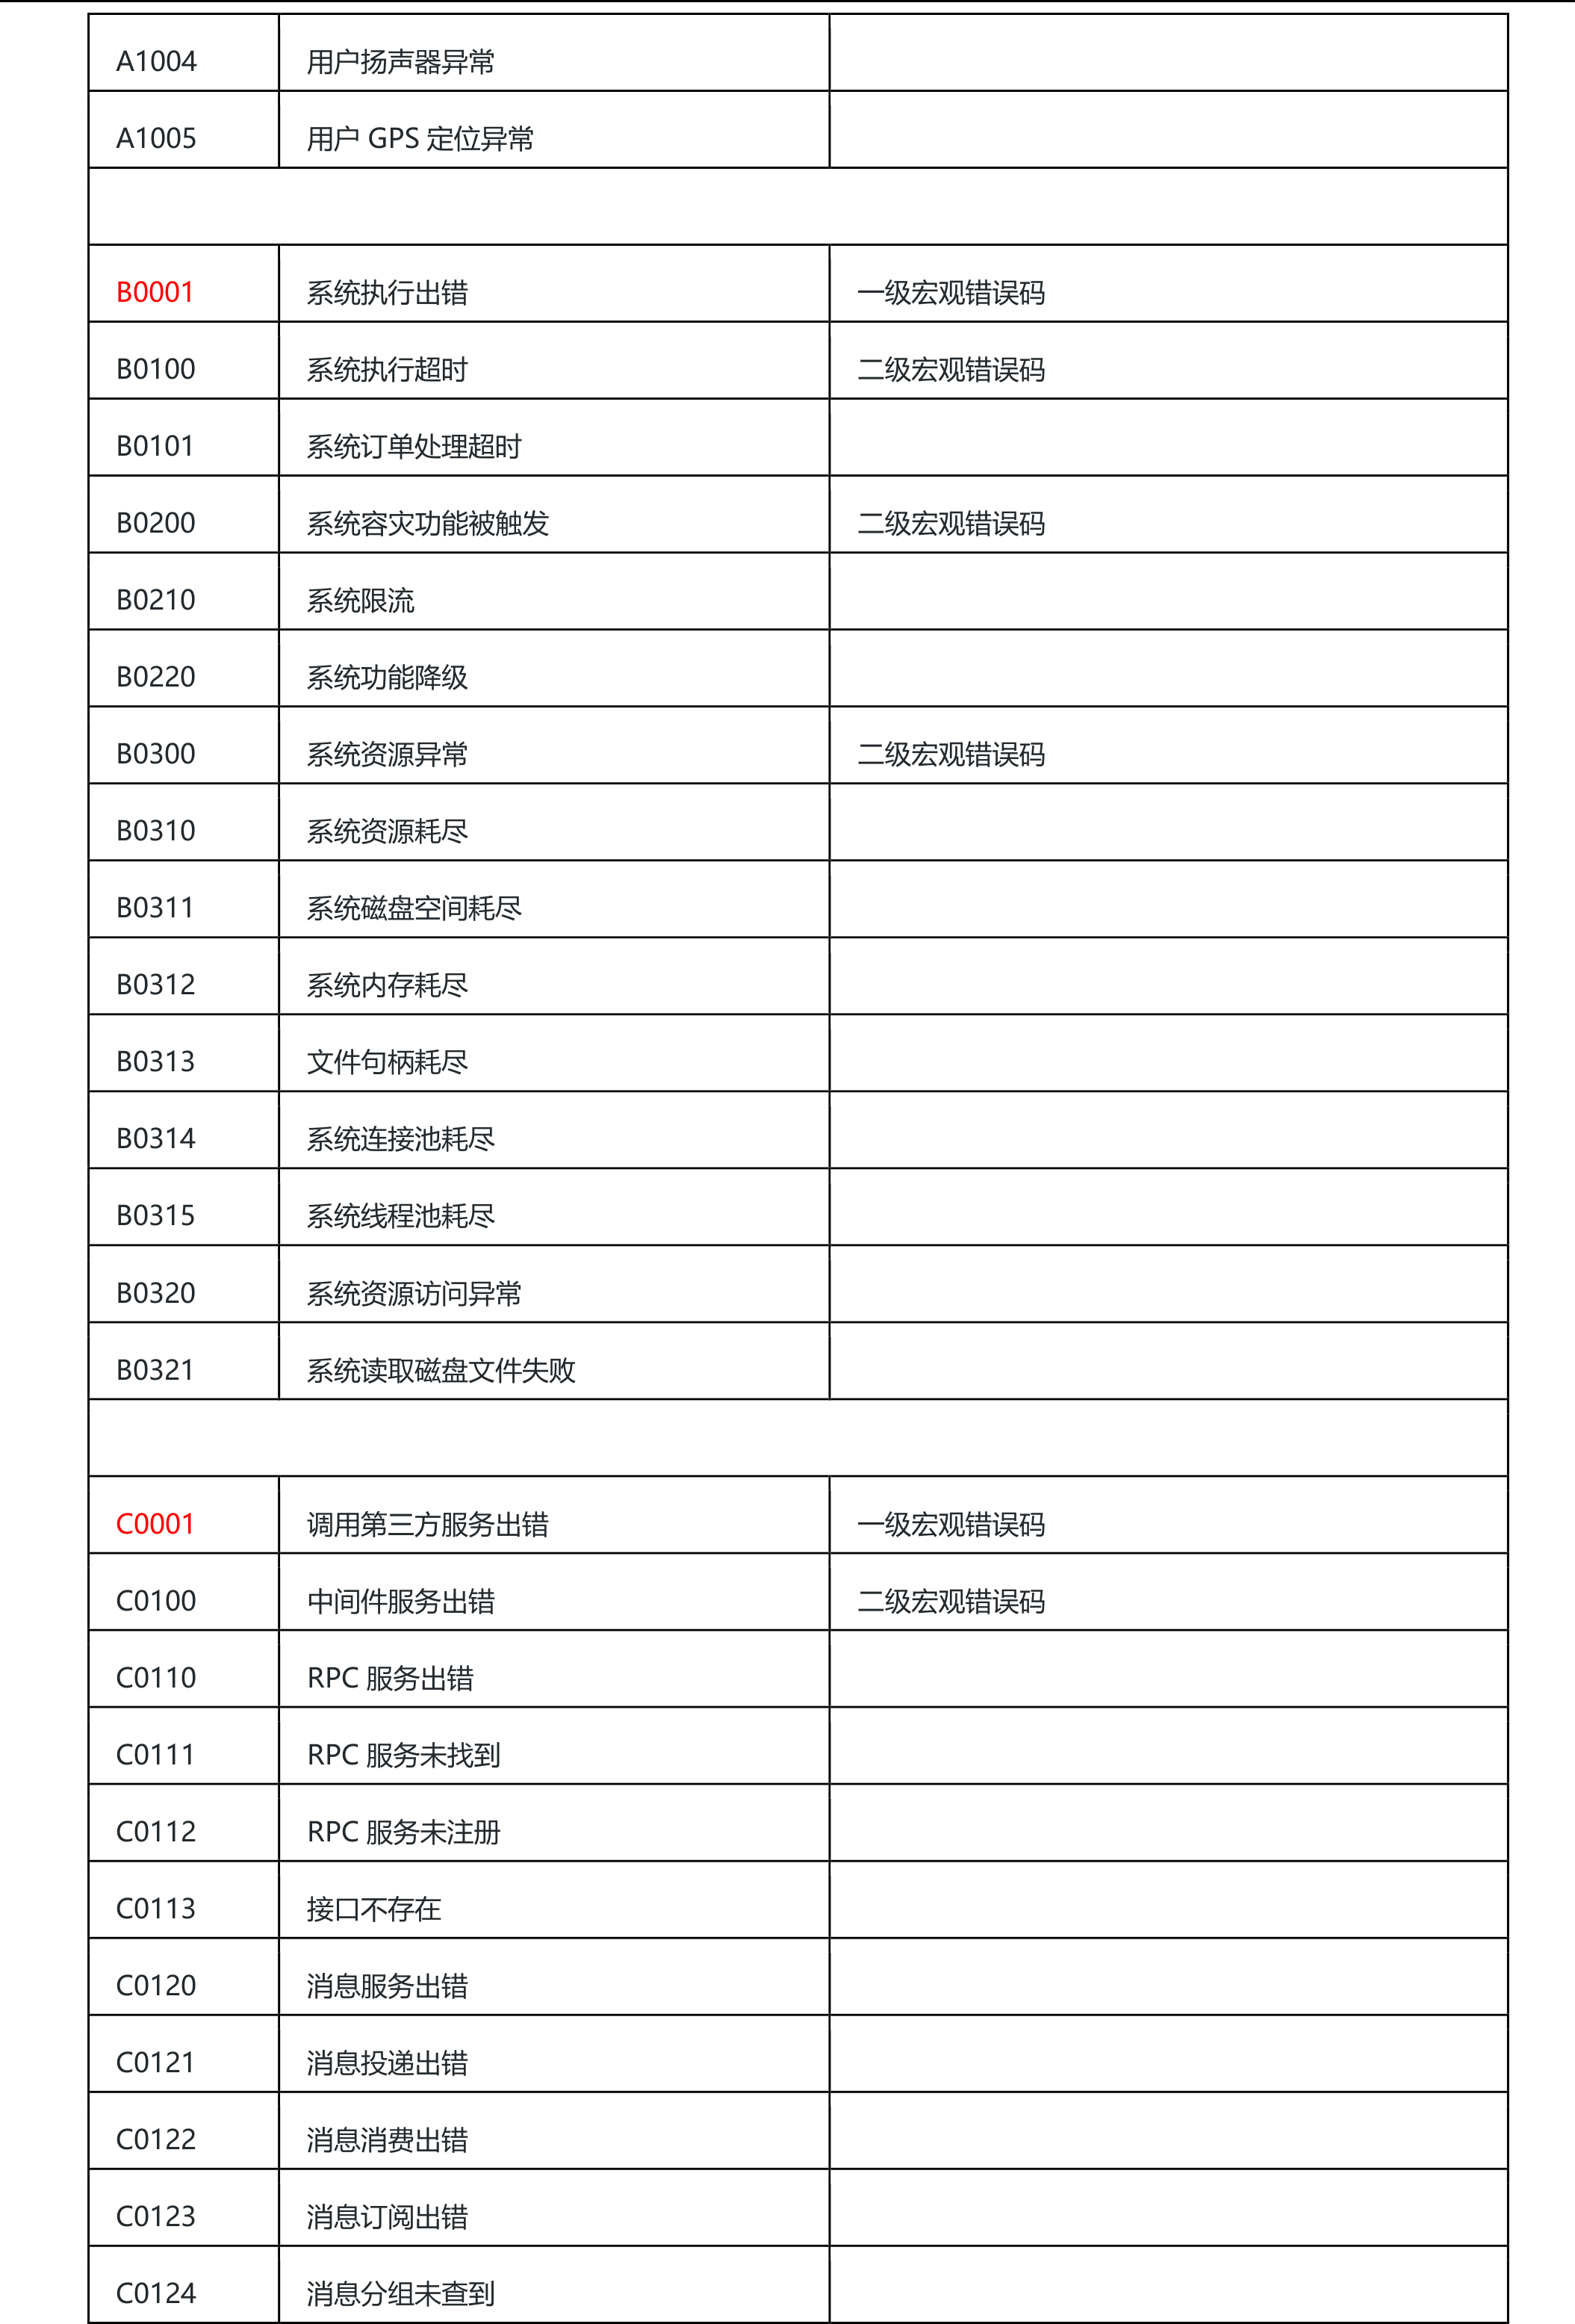 A1004 用户扬声器异常
A1005 用户 GPS 定位异常
B0001 系统执行出错 一级宏观错误码
B0100 系统执行超时 二级宏观错误码
B0101 系统订单处理超时
B0200 系统容灾功能被触发 二级宏观错误码
B0210 系统限流
B0220 系统功能降级
B0300 系统资源异常 二级宏观错误码
B0310 系统资源耗尽
B0311 系统磁盘空间耗尽
B0312 系统内存耗尽
B0313 文件句柄耗尽
B0314 系统连接池耗尽
B0315 系统线程池耗尽
B0320 系统资源访问异常
B0321 系统读取磁盘文件失败
C0001 调用第三方服务出错 一级宏观错误码
C0100 中间件服务出错 二级宏观错误码
C0110 RPC 服务出错
C0111 RPC 服务未找到
C0112 RPC 服务未注册
C0113 接口不存在
C0120 消息服务出错
C0121 消息投递出错
C0122 消息消费出错
C0123 消息订阅出错
C0124 消息分组未查到